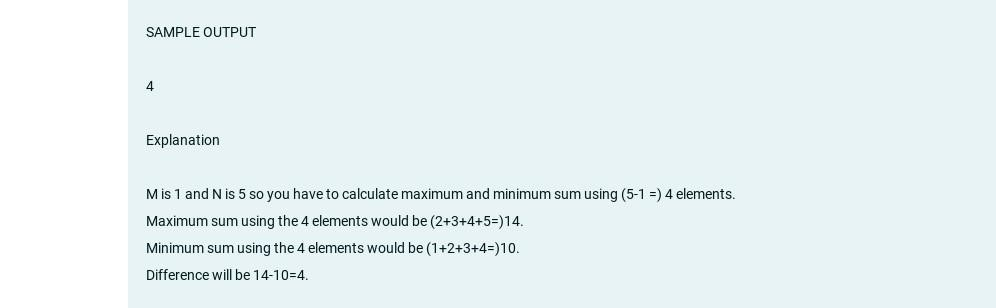 SAMPLE OUTPUT
4
Explanation
M is 1 and N is 5 so you have to calculate maximum and minimum sum using (5-1 =) 4 elements.
Maximum sum using the 4 elements would be (2+3+4+5=)14.
Minimum sum using the 4 elements would be (1+2+3+4=)10.
Difference will be 14-10=4.